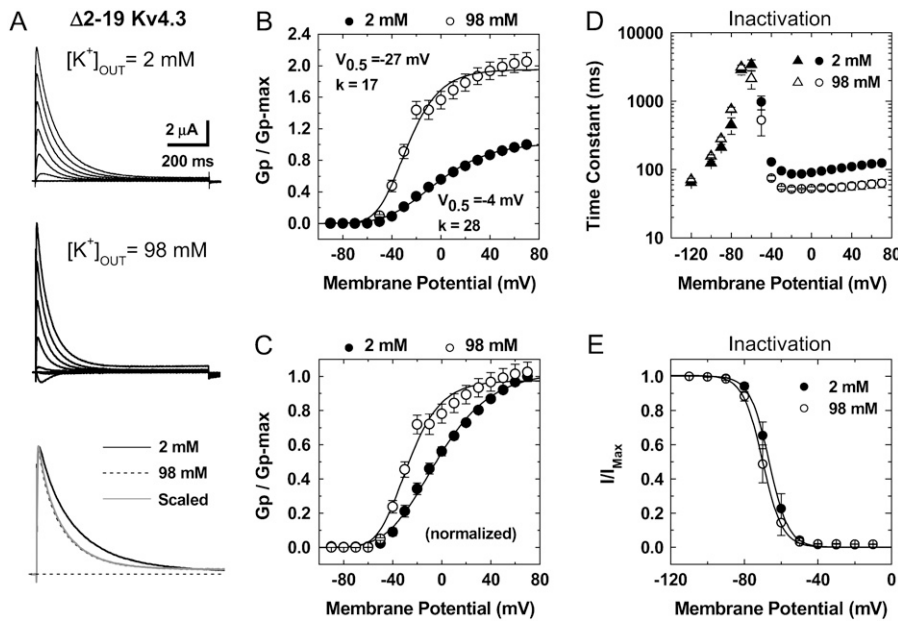 A
Δ2-19 Kv4.3
[K⁺]OUT= 2 mM
2 μA
200 ms
[K⁺]OUT= 98 mM
2 mM
98 mM
Scaled
B
2 mM 98 mM
Gp / Gp-max
2.4
2.0
1.6
1.2
0.8
0.4
0.0
V0.5=-27 mV
k = 17
V0.5=-4 mV
k = 28
-80 -40 0 40 80
Membrane Potential (mV)
C
2 mM 98 mM
Gp / Gp-max
1.0
0.8
0.6
0.4
0.2
0.0
(normalized)
-80 -40 0 40 80
Membrane Potential (mV)
D
Inactivation
Time Constant (ms)
10000
1000
100
10
2 mM
98 mM
-120 -80 -40 0 40 80
Membrane Potential (mV)
E
Inactivation
I/IMax
1.0
0.8
0.6
0.4
0.2
0.0
2 mM
98 mM
-120 -80 -40 0
Membrane Potential (mV)